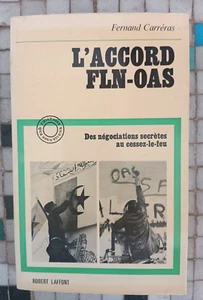 Fernand Carréras
L'ACCORD
FLN-OAS
Des négociations secrètes
au cessez-le-feu
OAS
ROBERT LAFFONT